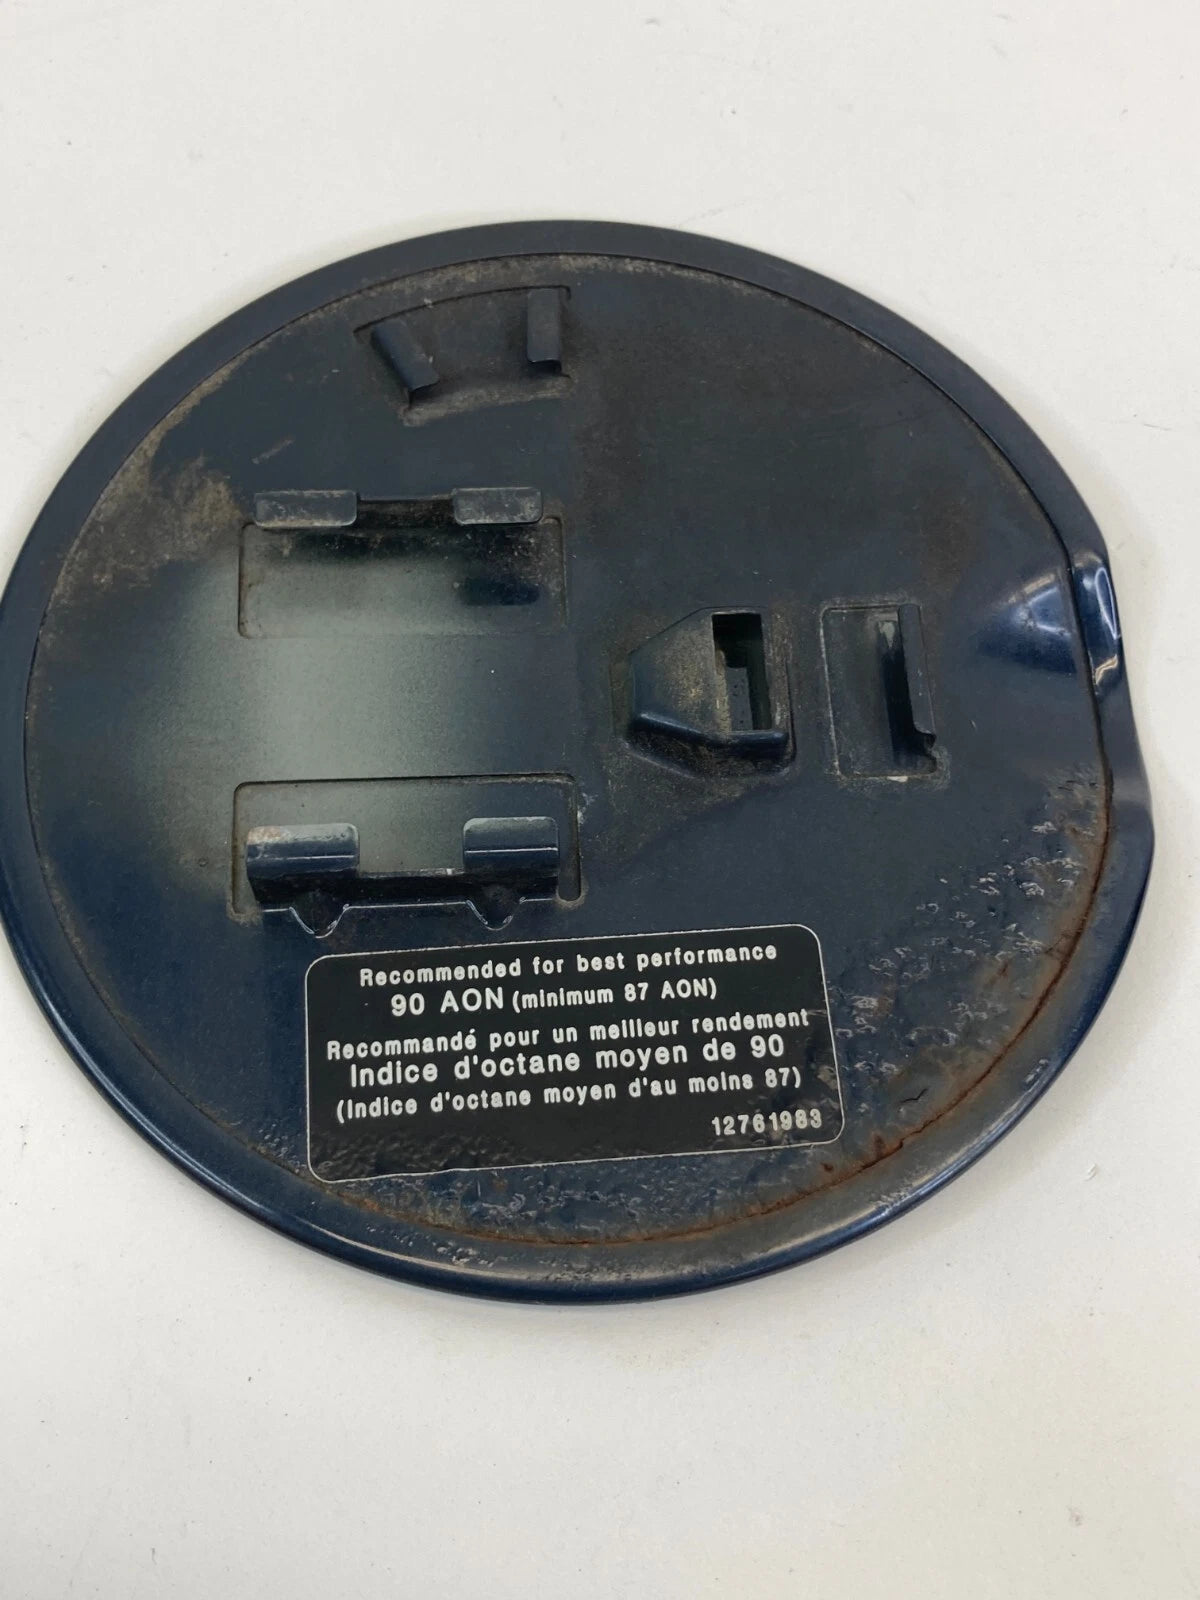 Recommended for best performance
90 AON (minimum 87 AON)
Recommandé pour un meilleur rendement
Indice d'octane moyen de 90
(Indice d'octane moyen d'au moins 87)
12761983